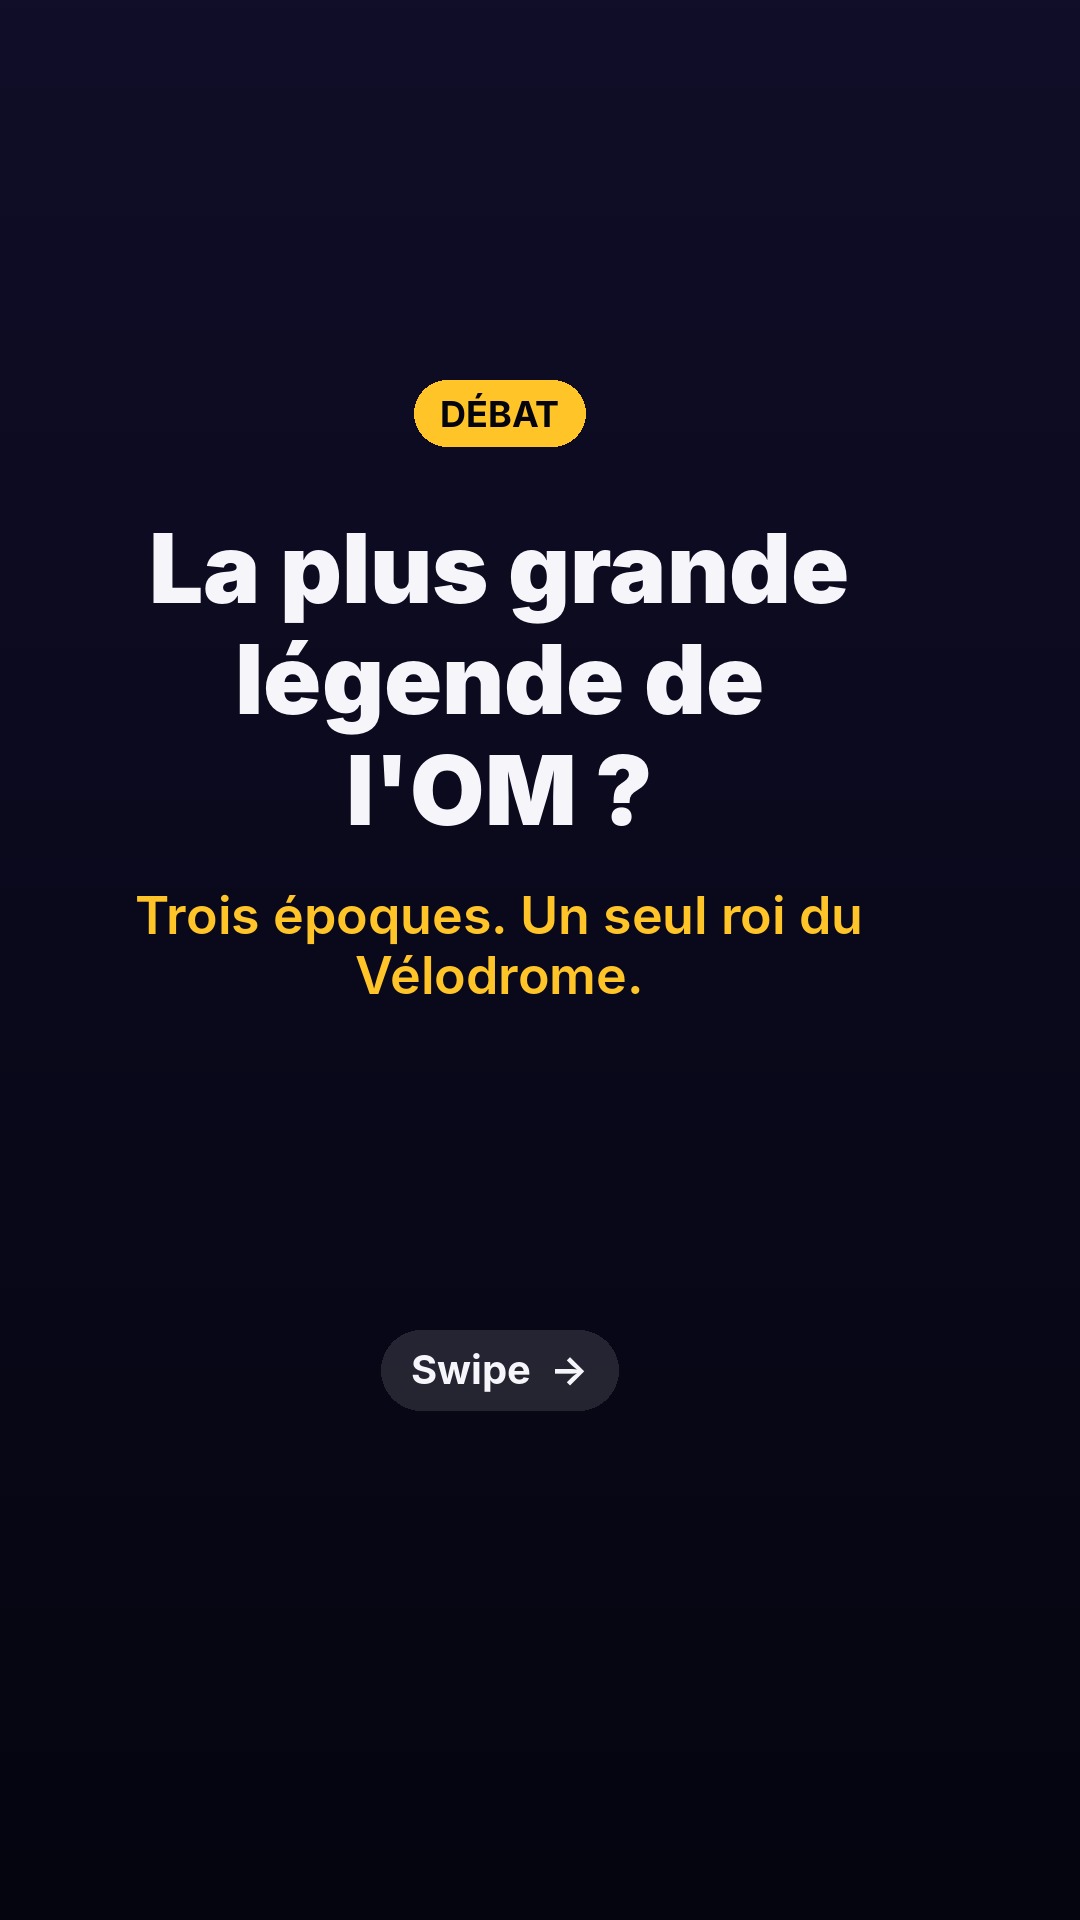 DÉBAT
La plus grande
légende de
l'OM ?
Trois époques. Un seul roi du
Vélodrome.
Swipe →